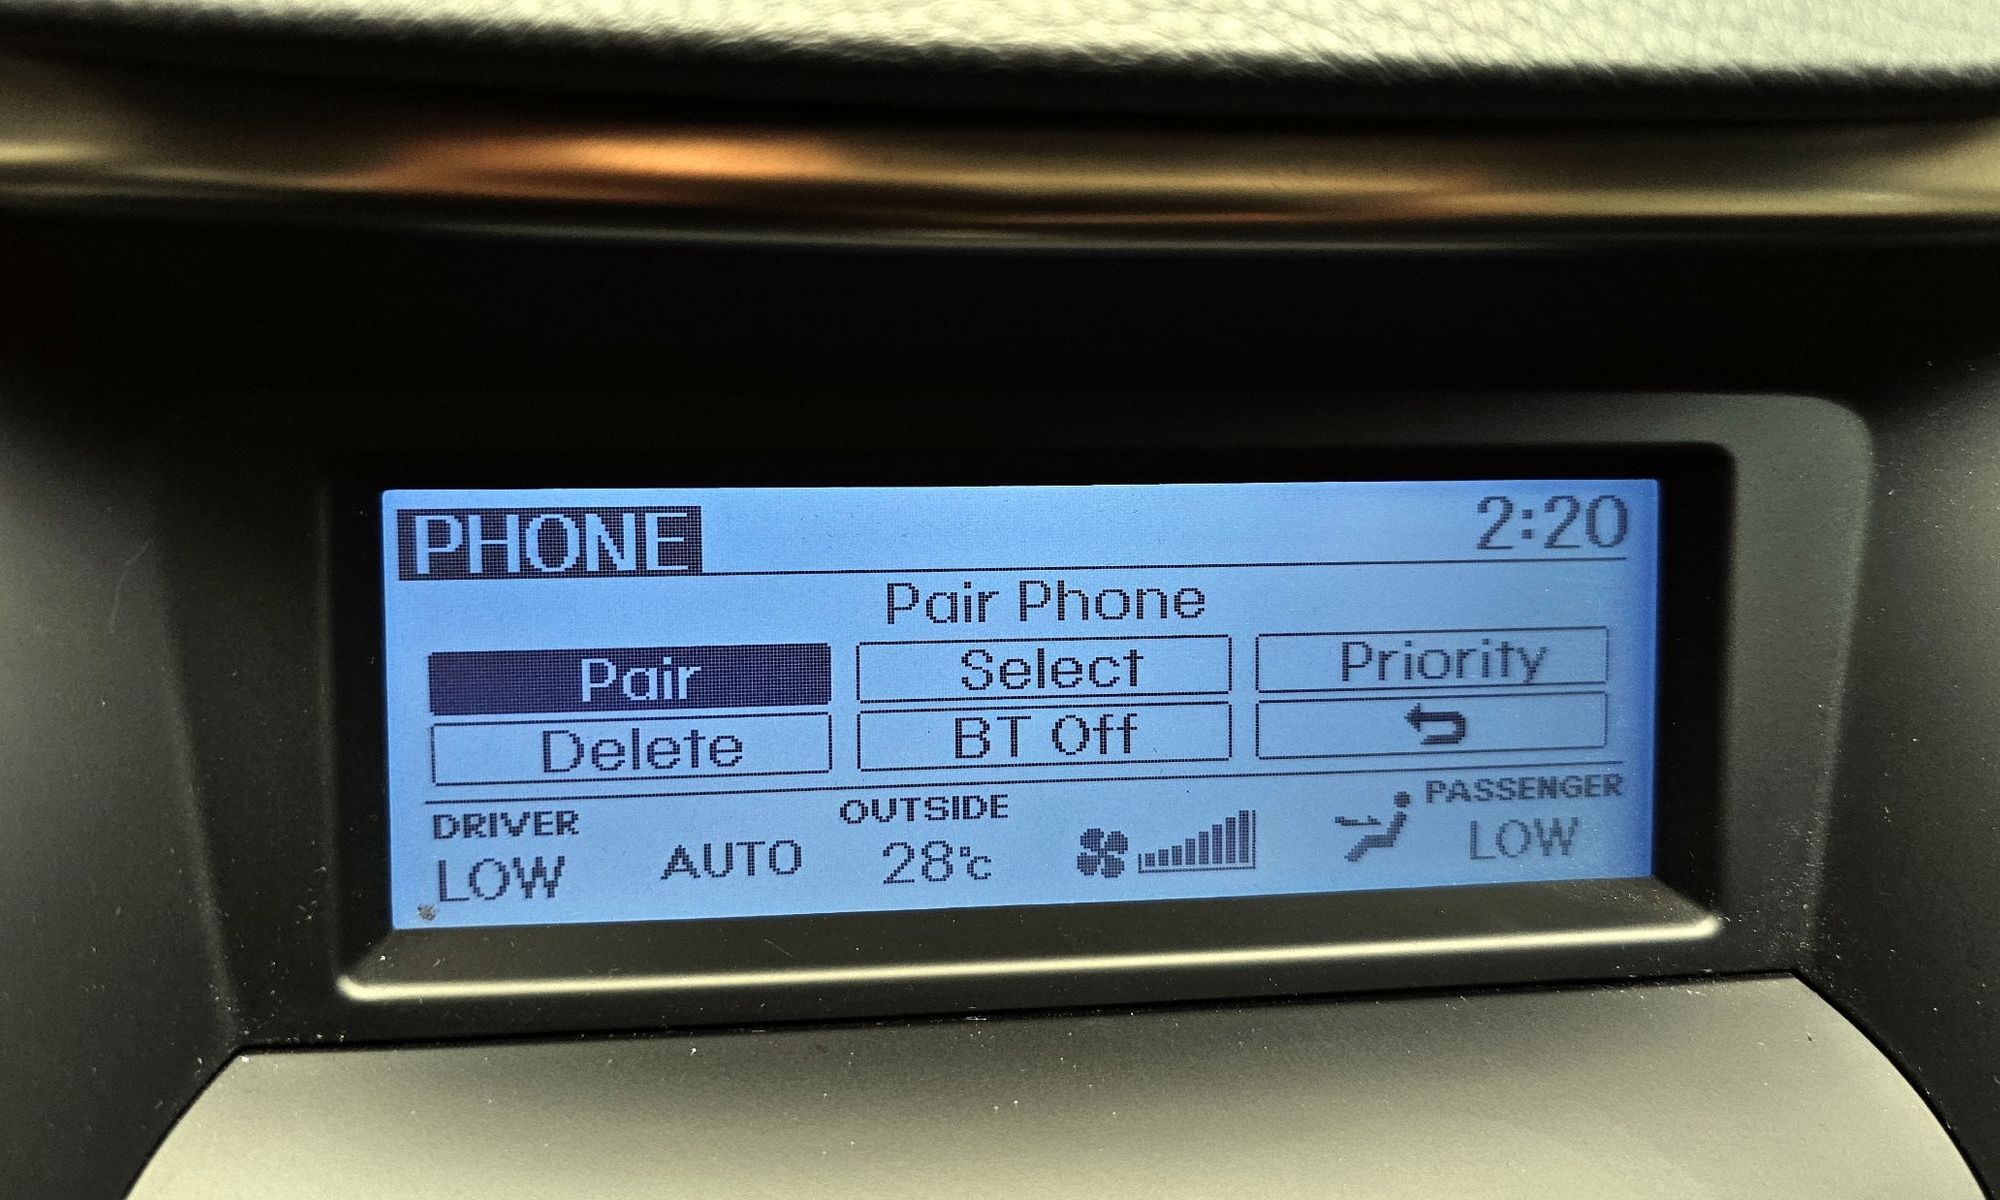 PHONE 2:20
Pair Phone
Pair Select Priority
Delete BT Off
DRIVER OUTSIDE PASSENGER
LOW AUTO 28°C LOW